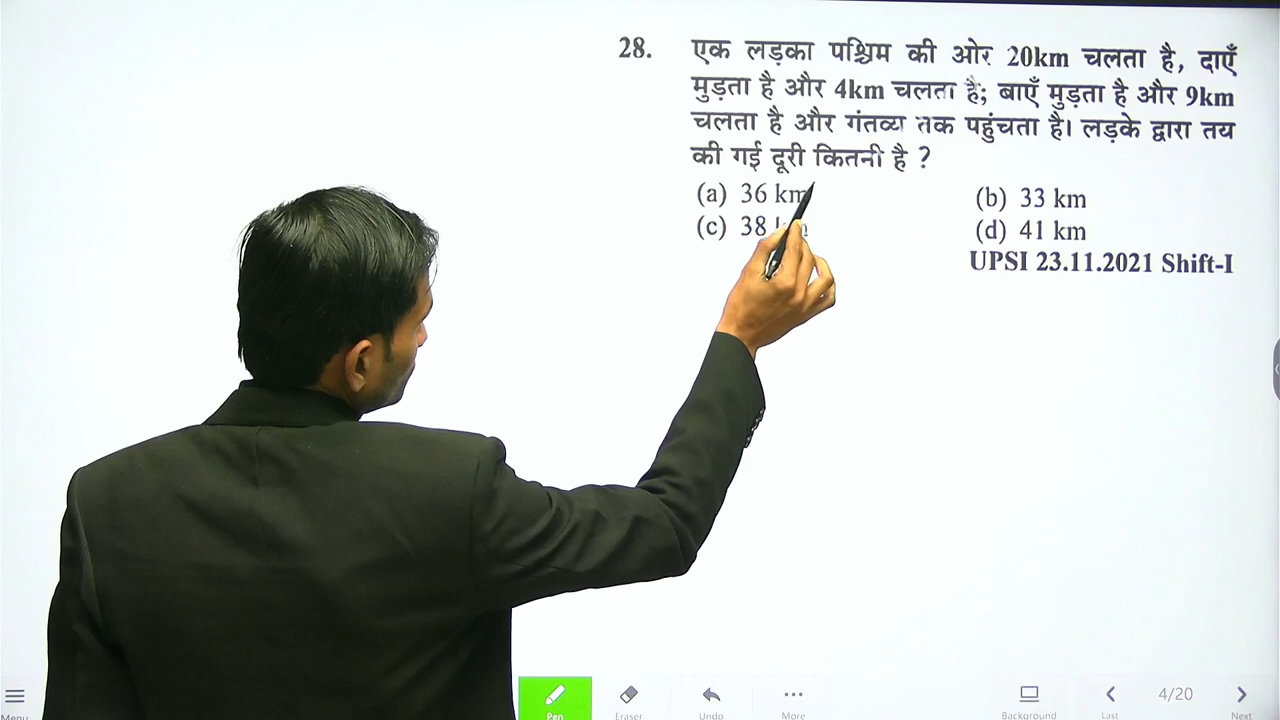 28. एक लड़का पश्चिम की ओर 20km चलता है, दाएँ
मुड़ता है और 4km चलता है; बाएँ मुड़ता है और 9km
चलता है और गंतव्य तक पहुंचता है। लड़के द्वारा तय
की गई दूरी कितनी है ?
(a) 36 km (b) 33 km
(c) 38 (d) 41 km
UPSI 23.11.2021 Shift-I
Menu Pen Eraser Undo More Background Last 4/20 Next